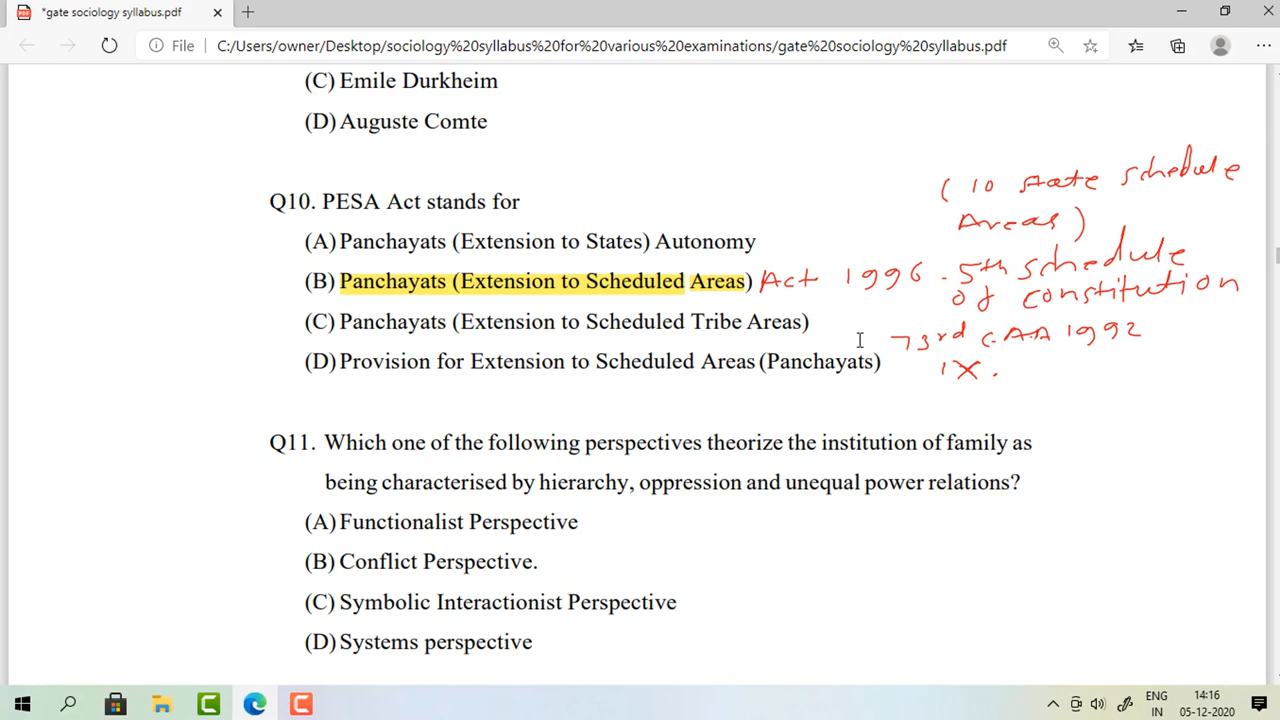 *gate sociology syllabus.pdf
File C:/Users/owner/Desktop/sociology%20syllabus%20for%20various%20examinations/gate%20sociology%20syllabus.pdf
(C) Emile Durkheim
(D) Auguste Comte
( 10 state schedule
Areas)
Q10. PESA Act stands for
(A) Panchayats (Extension to States) Autonomy
(B) Panchayats (Extension to Scheduled Areas) Act 1996. 5th schedule
of constitution
(C) Panchayats (Extension to Scheduled Tribe Areas)
73rd C.AA 1992
(D) Provision for Extension to Scheduled Areas (Panchayats)
IX.
Q11. Which one of the following perspectives theorize the institution of family as
being characterised by hierarchy, oppression and unequal power relations?
(A) Functionalist Perspective
(B) Conflict Perspective.
(C) Symbolic Interactionist Perspective
(D) Systems perspective
ENG
IN
14:16
05-12-2020